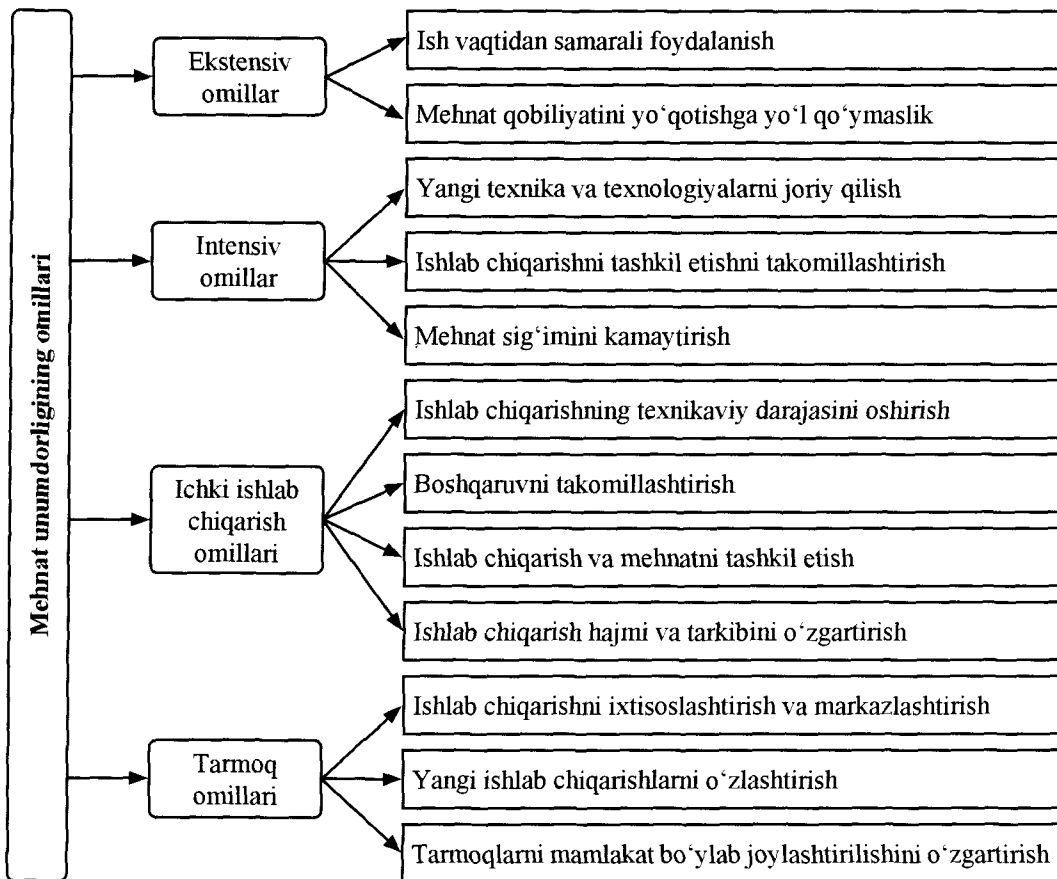 Mehnat unumdorligining omillari
Ekstensiv
omillar
Ish vaqtidan samarali foydalanish
Mehnat qobiliyatini yo‘qotishga yo‘l qo‘ymaslik
Intensiv
omillar
Yangi texnika va texnologiyalarni joriy qilish
Ishlab chiqarishni tashkil etishni takomillashtirish
Mehnat sig‘imini kamaytirish
Ichki ishlab
chiqarish
omillari
Ishlab chiqarishning texnikaviy darajasini oshirish
Boshqaruvni takomillashtirish
Ishlab chiqarish va mehnatni tashkil etish
Ishlab chiqarish hajmi va tarkibini o‘zgartirish
Tarmoq
omillari
Ishlab chiqarishni ixtisoslashtirish va markazlashtirish
Yangi ishlab chiqarishlarni o‘zlashtirish
Tarmoqlarni mamlakat bo‘ylab joylashtirilishini o‘zgartirish